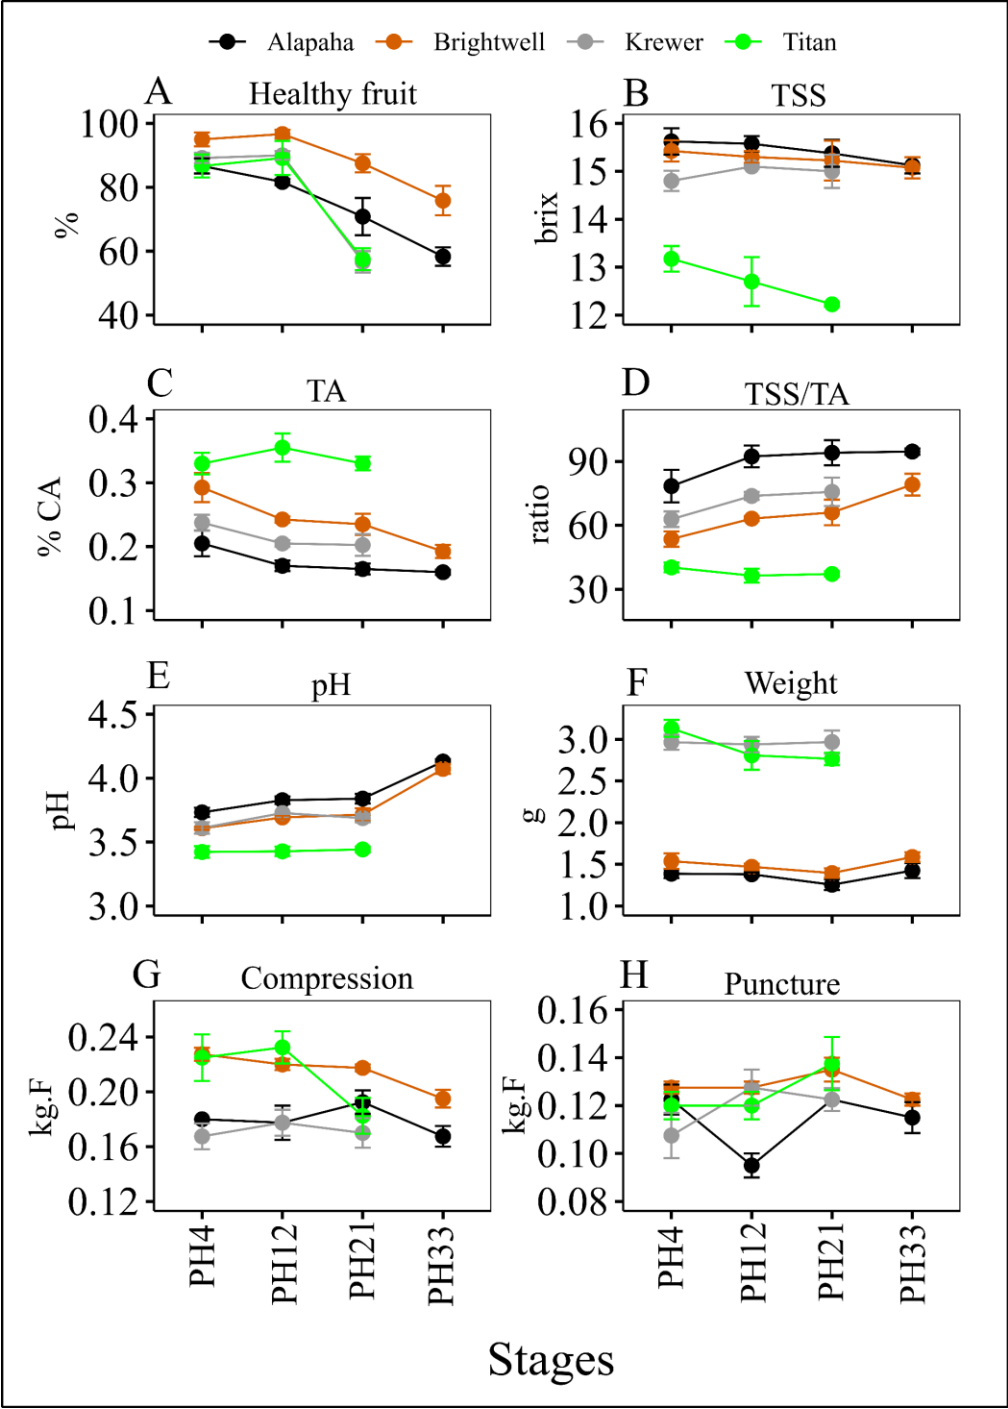 Alapaha Brightwell Krewer Titan
A Healthy fruit
100
80
60
40
%
B TSS
16
15
14
13
12
brix
C TA
0.4
0.3
0.2
0.1
% CA
D TSS/TA
90
60
30
ratio
E pH
4.5
4.0
3.5
3.0
pH
F Weight
3.0
2.5
2.0
1.5
1.0
g
G Compression
0.24
0.20
0.16
0.12
kg.F
PH4 PH12 PH21 PH33
H Puncture
0.16
0.14
0.12
0.10
0.08
kg.F
PH4 PH12 PH21 PH33
Stages